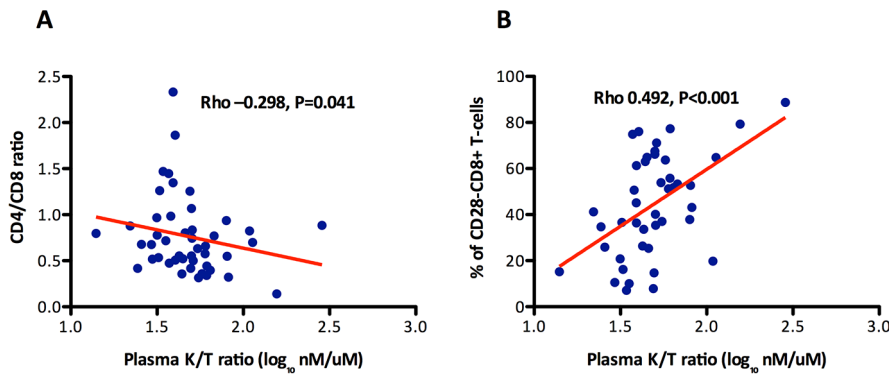 A
B
Rho −0.298, P=0.041
Rho 0.492, P<0.001
CD4/CD8 ratio
2.5
2.0
1.5
1.0
0.5
0.0
1.0 1.5 2.0 2.5 3.0
Plasma K/T ratio (log10 nM/uM)
% of CD28-CD8+ T-cells
100
80
60
40
20
0
1.0 1.5 2.0 2.5 3.0
Plasma K/T ratio (log10 nM/uM)